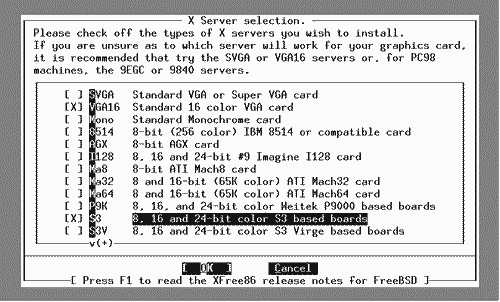 X Server selection.
Please check off the types of X servers you wish to install.
If you are unsure as to which server will work for your graphics card,
it is recommended that try the SVGA or VGA16 servers or, for PC98
machines, the 9EGC or 9840 servers.
[ ] SVGA Standard VGA or Super VGA card
[X] VGA16 Standard 16 color VGA card
[ ] Mono Standard Monochrome card
[ ] 8514 8-bit (256 color) IBM 8514 or compatible card
[ ] AGX 8-bit AGX card
[ ] I128 8, 16 and 24-bit #9 Imagine I128 card
[ ] Ma8 8-bit ATI Mach8 card
[ ] Ma32 8 and 16-bit (65K color) ATI Mach32 card
[ ] Ma64 8 and 16-bit (65K color) ATI Mach64 card
[ ] P9K 8, 16, and 24-bit color Weitek P9000 based boards
[X] S3 8, 16 and 24-bit color S3 based boards
[ ] S3V 8, 16 and 24-bit color S3 Virge based boards
v(+)
[ OK ] Cancel
[ Press F1 to read the XFree86 release notes for FreeBSD ]